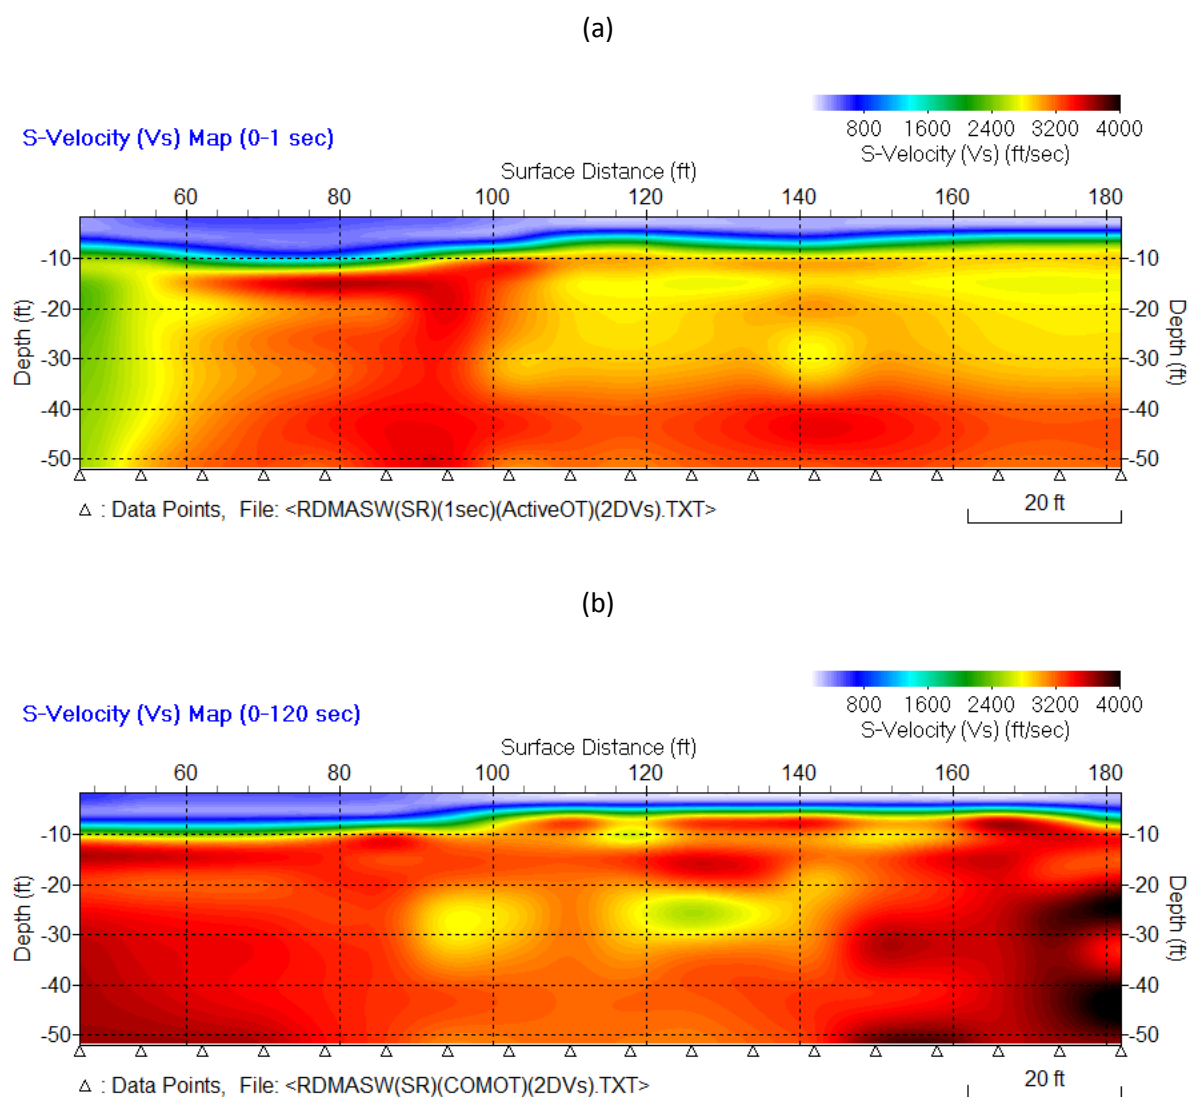 (a)
800 1600 2400 3200 4000
S-Velocity (Vs) (ft/sec)
S-Velocity (Vs) Map (0-1 sec)
Surface Distance (ft)
60 80 100 120 140 160 180
-10 -10
-20 -20
-30 -30
-40 -40
-50 -50
Depth (ft) Depth (ft)
△ : Data Points, File: <RDMASW(SR)(1sec)(ActiveOT)(2DVs).TXT>
20 ft
(b)
800 1600 2400 3200 4000
S-Velocity (Vs) (ft/sec)
S-Velocity (Vs) Map (0-120 sec)
Surface Distance (ft)
60 80 100 120 140 160 180
-10 -10
-20 -20
-30 -30
-40 -40
-50 -50
Depth (ft) Depth (ft)
△ : Data Points, File: <RDMASW(SR)(COMOT)(2DVs).TXT>
20 ft